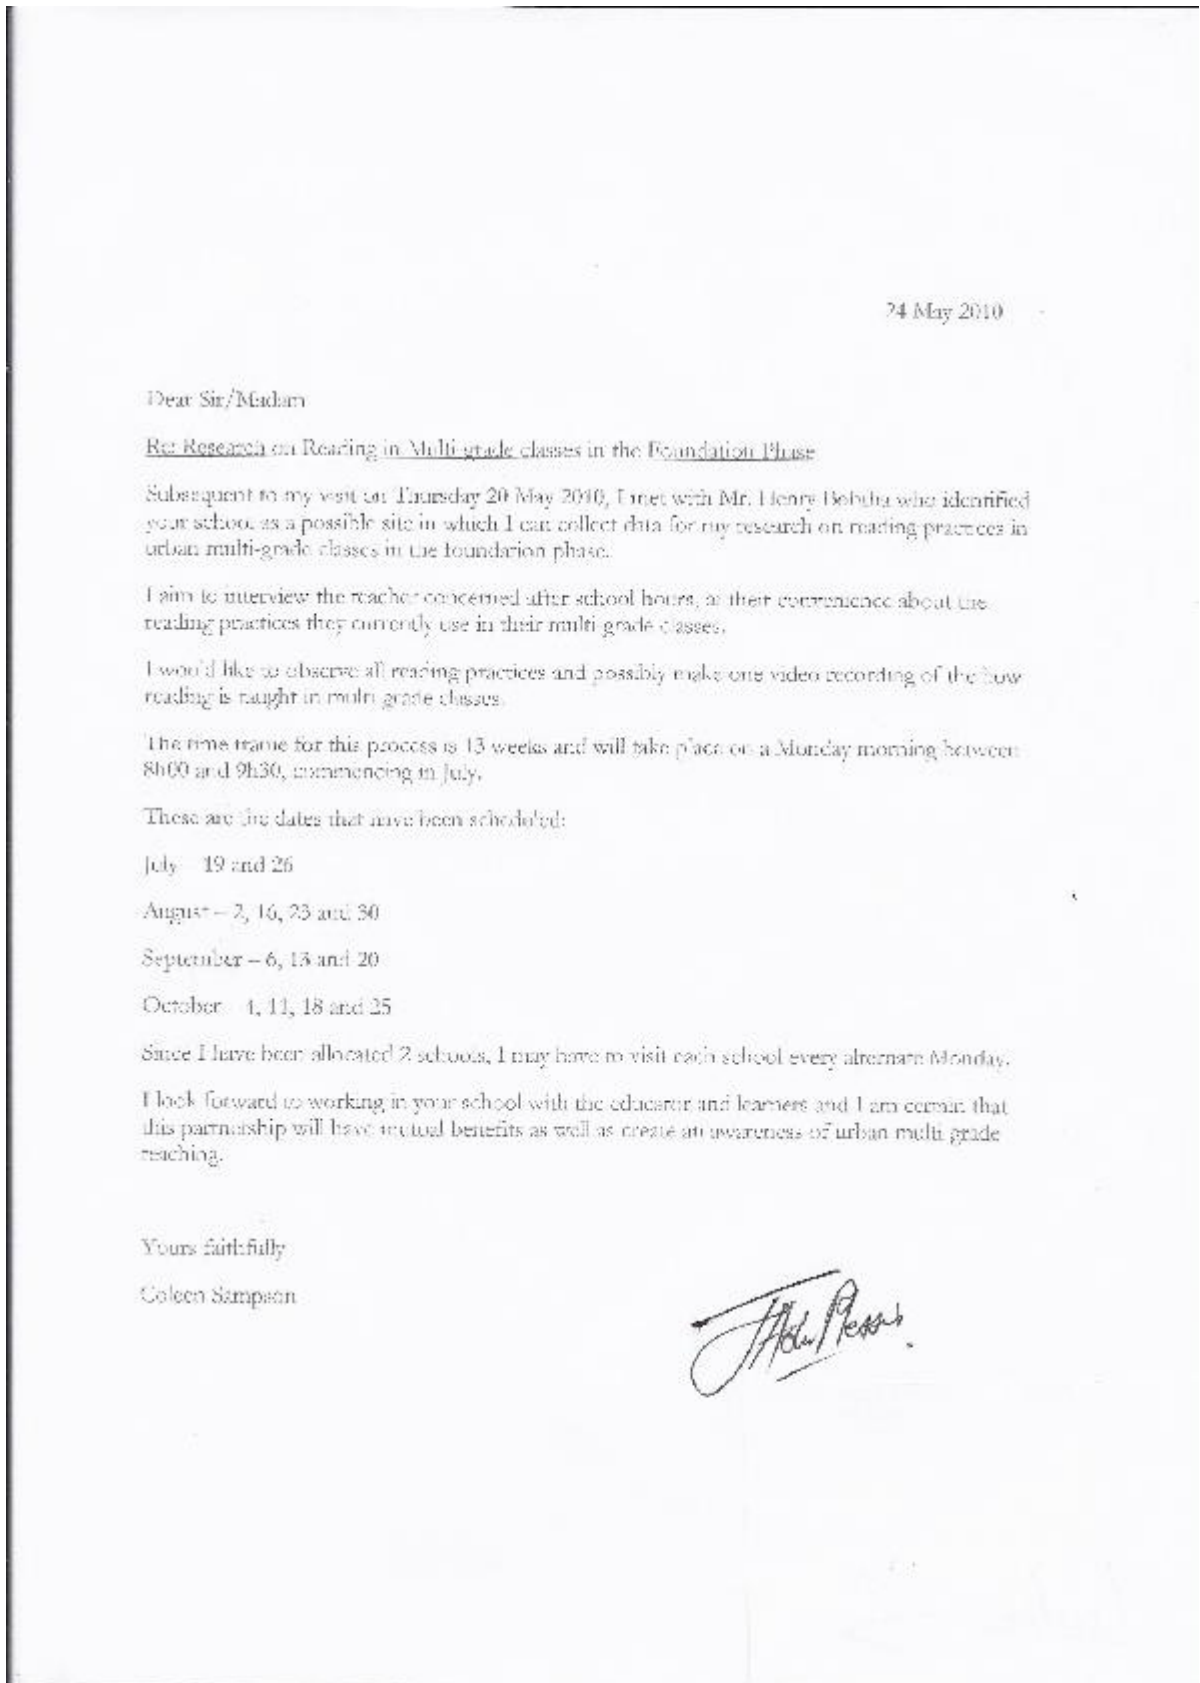 24 May 2010
Dear Sir/Madam
Re: Research on Reading in Multi-grade classes in the Foundation Phase
Subsequent to my visit on Thursday 20 May 2010, I met with Mr. Henry who identified
your school as a possible site in which I can collect data for my research on reading practices in
urban multi-grade classes in the foundation phase.
I aim to interview the teacher concerned after school hours, at their convenience about the
reading practices they currently use in their multi-grade classes.
I would like to observe all reading practices and possibly make one video recording of the how
reading is taught in multi grade classes.
The time frame for this process is 13 weeks and will take place on a Monday morning between
8h00 and 9h30, commencing in July.
These are the dates that have been scheduled:
July – 19 and 26
August – 2, 16, 23 and 30
September – 6, 13 and 20
October – 4, 11, 18 and 25
Since I have been allocated 2 schools, I may have to visit each school every alternate Monday.
I look forward to working in your school with the educator and learners and I am certain that
this partnership will have mutual benefits as well as create an awareness of urban multi grade
teaching.
Yours faithfully
Coleen Sampson